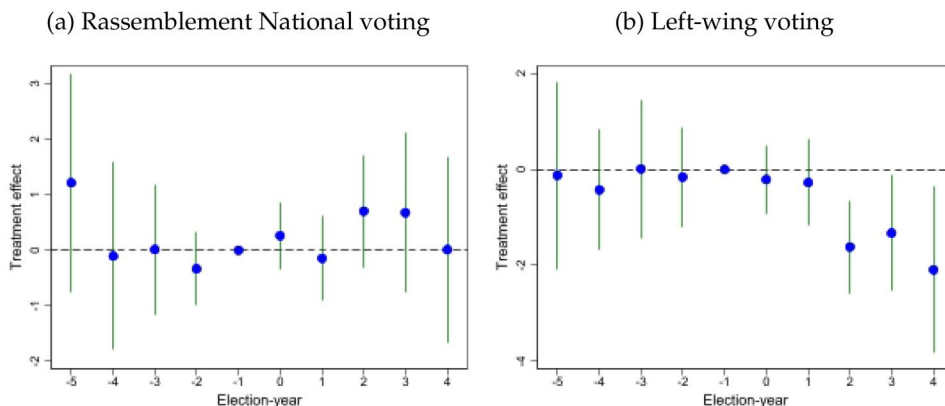 (a) Rassemblement National voting
(b) Left-wing voting
Treatment effect
3
2
1
0
-1
-2
-5 -4 -3 -2 -1 0 1 2 3 4
Election-year
Treatment effect
2
0
-2
-4
-5 -4 -3 -2 -1 0 1 2 3 4
Election-year